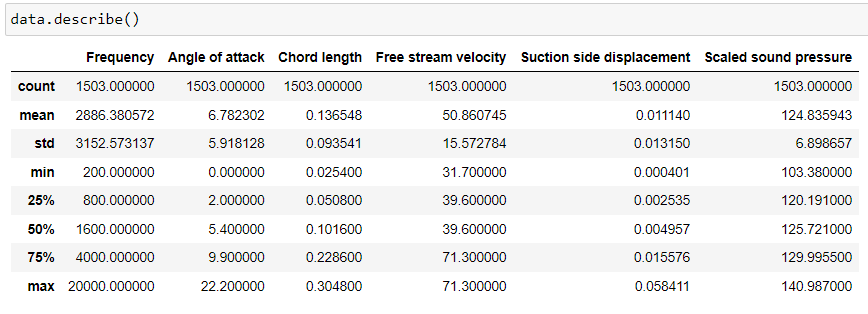 data.describe()
Frequency Angle of attack Chord length Free stream velocity Suction side displacement Scaled sound pressure
count 1503.000000 1503.000000 1503.000000 1503.000000 1503.000000 1503.000000
mean 2886.380572 6.782302 0.136548 50.860745 0.011140 124.835943
std 3152.573137 5.918128 0.093541 15.572784 0.013150 6.898657
min 200.000000 0.000000 0.025400 31.700000 0.000401 103.380000
25% 800.000000 2.000000 0.050800 39.600000 0.002535 120.191000
50% 1600.000000 5.400000 0.101600 39.600000 0.004957 125.721000
75% 4000.000000 9.900000 0.228600 71.300000 0.015576 129.995500
max 20000.000000 22.200000 0.304800 71.300000 0.058411 140.987000